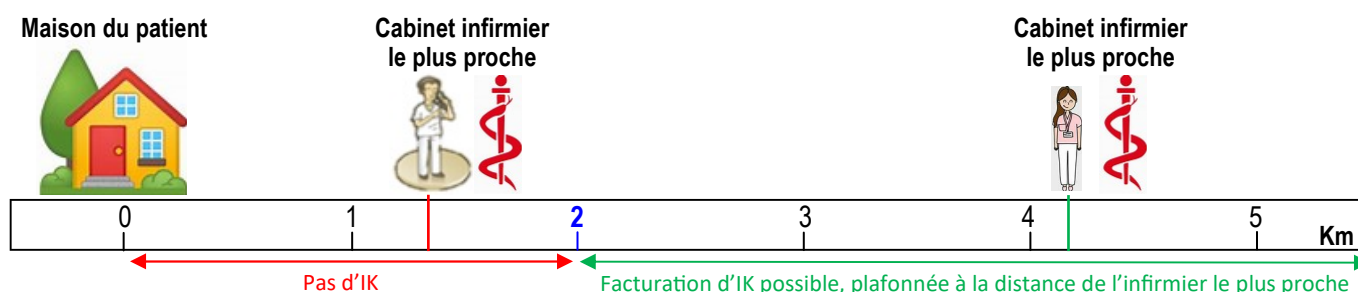 Maison du patient
Cabinet infirmier
le plus proche
Cabinet infirmier
le plus proche
0 1 2 3 4 5 Km
Pas d’IK
Facturation d’IK possible, plafonnée à la distance de l’infirmier le plus proche